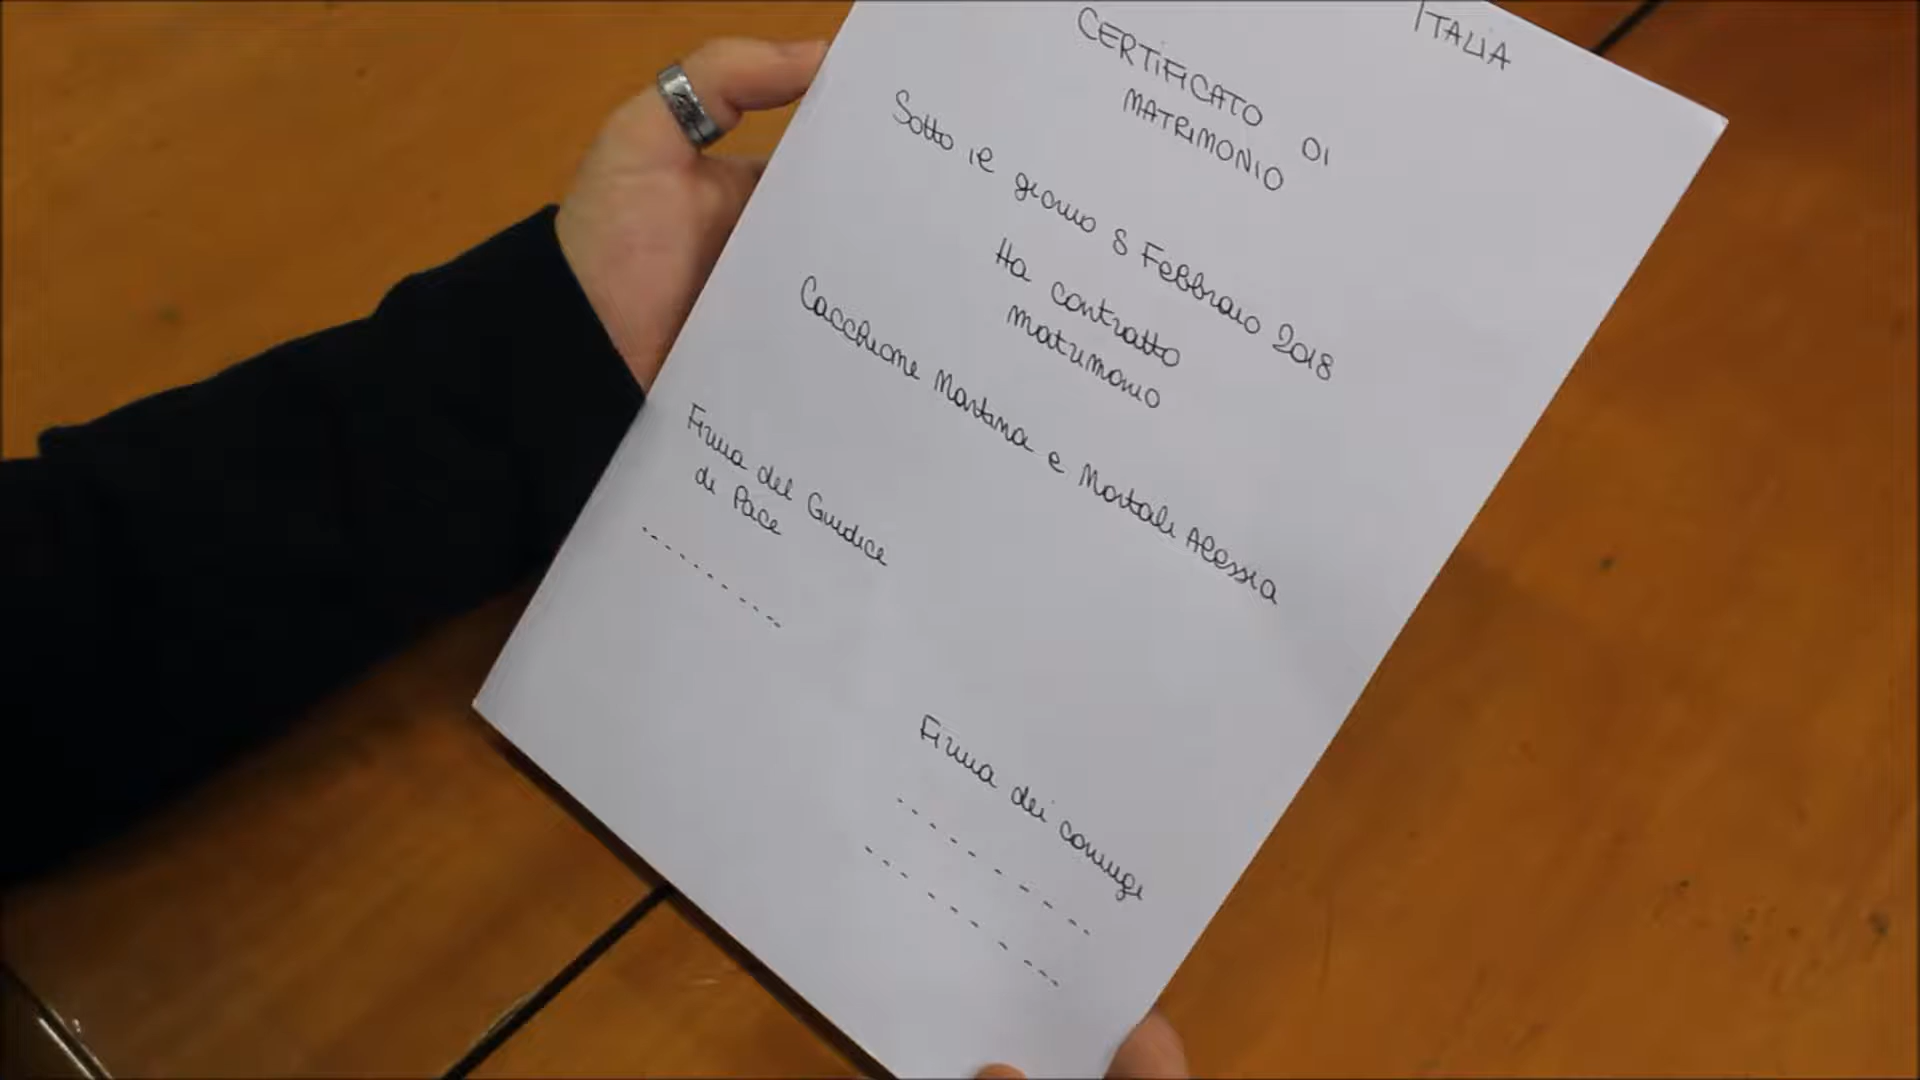 ITALIA
CERTIFICATO DI
MATRIMONIO
Sotto il giorno 8 Febbraio 2018
Ha contratto
matrimonio
Cacchione Martina e Mortali Alessia
Firma del Giudice
di Pace
Firma dei coniugi